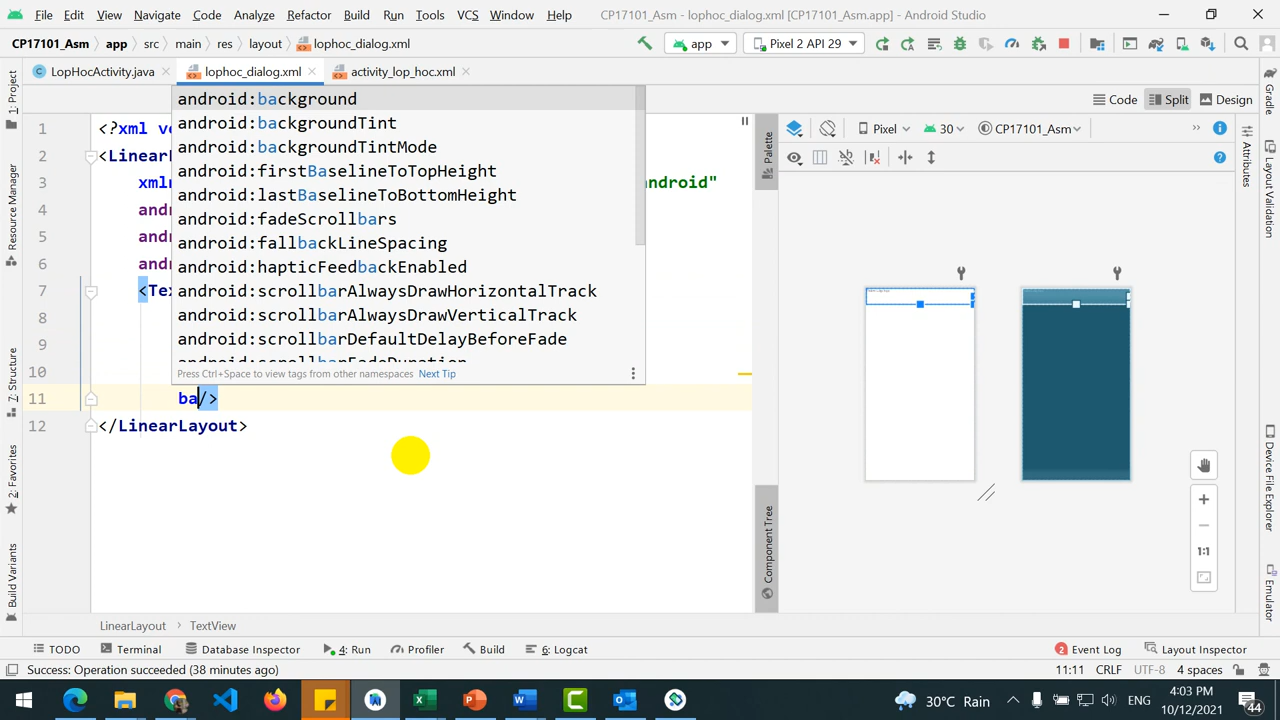 File Edit View Navigate Code Analyze Refactor Build Run Tools VCS Window Help CP17101_Asm - lophoc_dialog.xml [CP17101_Asm.app] - Android Studio
CP17101_Asm app src main res layout lophoc_dialog.xml app Pixel 2 API 29
LopHocActivity.java lophoc_dialog.xml activity_lop_hoc.xml
Code Split Design
android:background
android:backgroundTint
android:backgroundTintMode
android:firstBaselineToTopHeight
android:lastBaselineToBottomHeight
android:fadeScrollbars
android:fallbackLineSpacing
android:hapticFeedbackEnabled
android:scrollbarAlwaysDrawHorizontalTrack
android:scrollbarAlwaysDrawVerticalTrack
android:scrollbarDefaultDelayBeforeFade
android:scrollbarFadeDuration
Press Ctrl+Space to view tags from other namespaces Next Tip
1 <?xml ve
2 <LinearL
3 xmln ndroid"
4 andr
5 andr
6 andr
7 <Tex
8
9
10
11 ba/>
12 </LinearLayout>
LinearLayout TextView
1: Project
Resource Manager
Z: Structure
2: Favorites
Build Variants
Palette
Component Tree
Pixel 30 CP17101_Asm
1:1
Attributes
Gradle
Layout Validation
Device File Explorer
Emulator
TODO Terminal Database Inspector 4: Run Profiler Build 6: Logcat 2 Event Log Layout Inspector
Success: Operation succeeded (38 minutes ago) 11:11 CRLF UTF-8 4 spaces
30°C Rain ENG 4:03 PM
10/12/2021
44